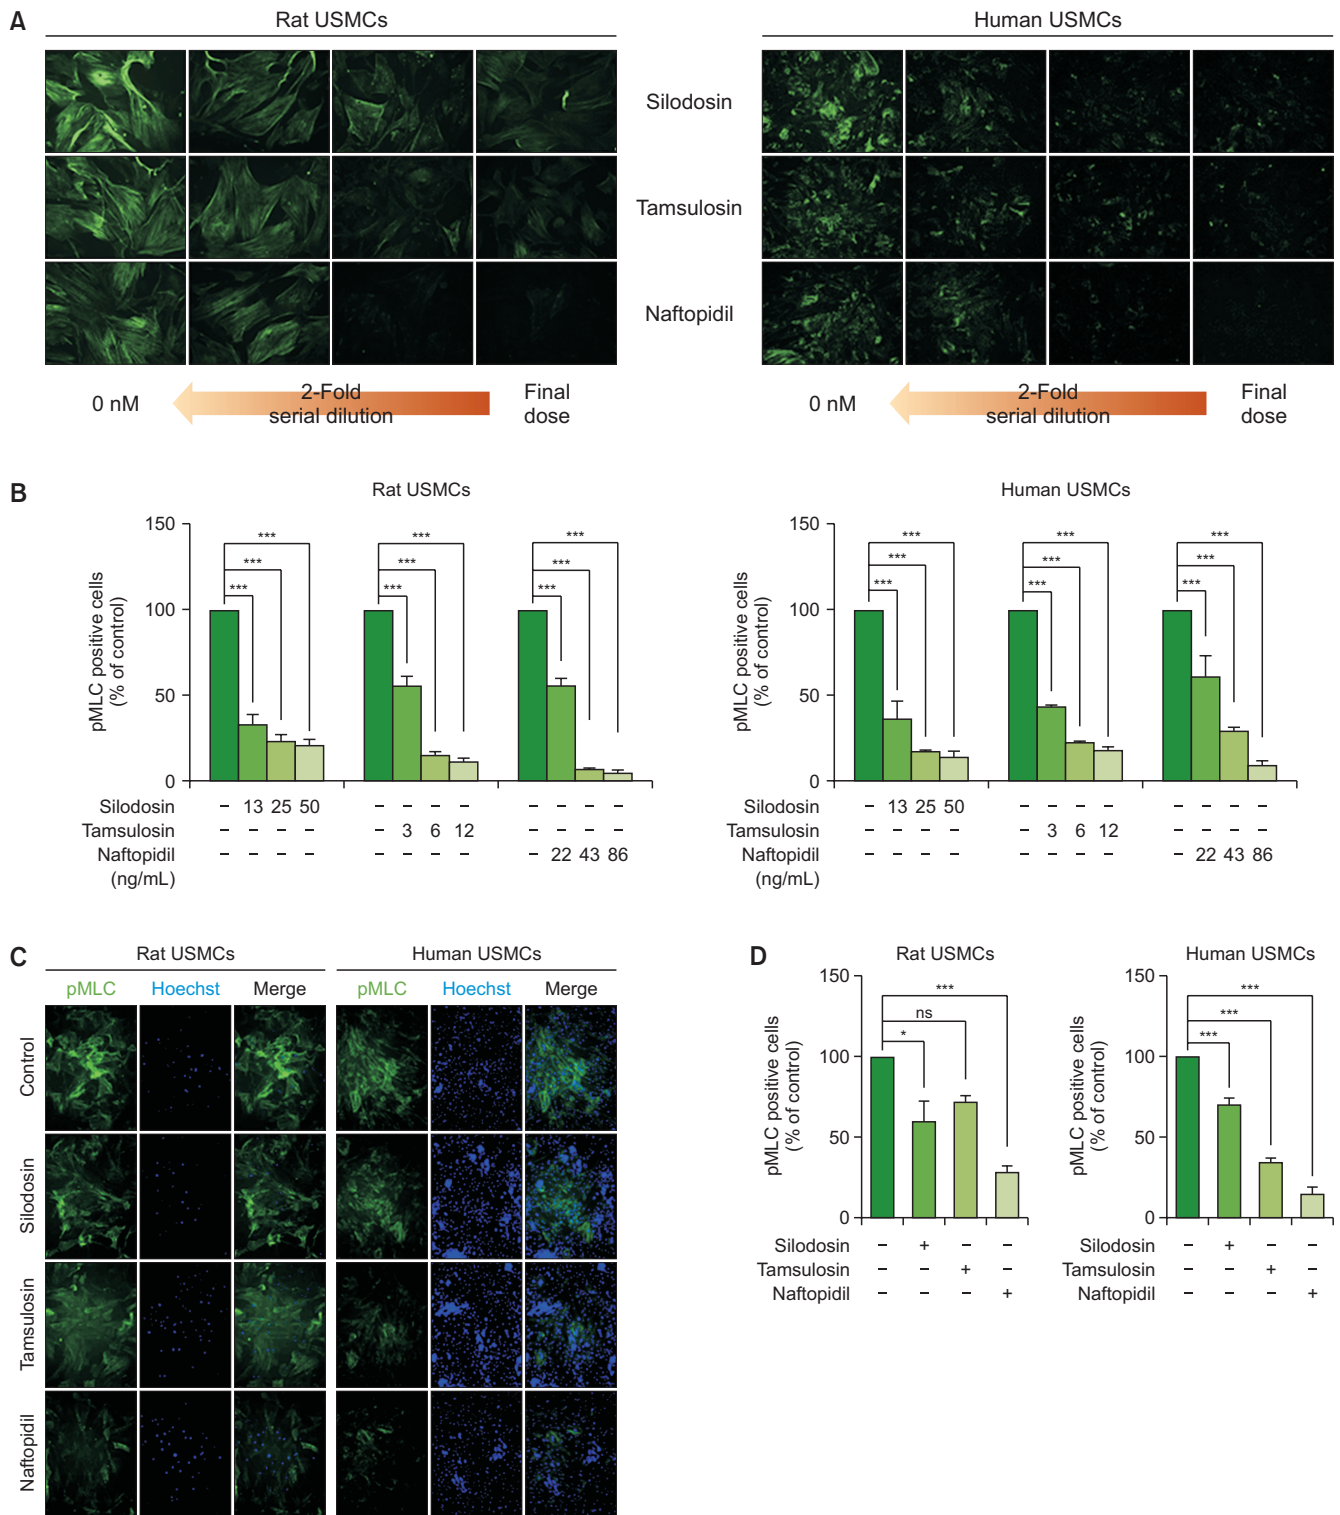 A
Rat USMCs
Human USMCs
Silodosin
Tamsulosin
Naftopidil
0 nM
2-Fold
serial dilution
Final
dose
0 nM
2-Fold
serial dilution
Final
dose
B
Rat USMCs
pMLC positive cells
(% of control)
150
100
50
0
*** *** ***
*** *** ***
*** *** ***
Silodosin – 13 25 50 – – – – – – – –
Tamsulosin – – – – – 3 6 12 – – – –
Naftopidil – – – – – – – – – 22 43 86
(ng/mL)
Human USMCs
pMLC positive cells
(% of control)
150
100
50
0
*** *** ***
*** *** ***
*** *** ***
Silodosin – 13 25 50 – – – – – – – –
Tamsulosin – – – – – 3 6 12 – – – –
Naftopidil – – – – – – – – – 22 43 86
(ng/mL)
C
Rat USMCs
Human USMCs
pMLC Hoechst Merge pMLC Hoechst Merge
Control
Silodosin
Tamsulosin
Naftopidil
D
Rat USMCs
pMLC positive cells
(% of control)
150
100
50
0
***
ns
*
Silodosin – + – –
Tamsulosin – – + –
Naftopidil – – – +
Human USMCs
pMLC positive cells
(% of control)
150
100
50
0
***
***
***
Silodosin – + – –
Tamsulosin – – + –
Naftopidil – – – +